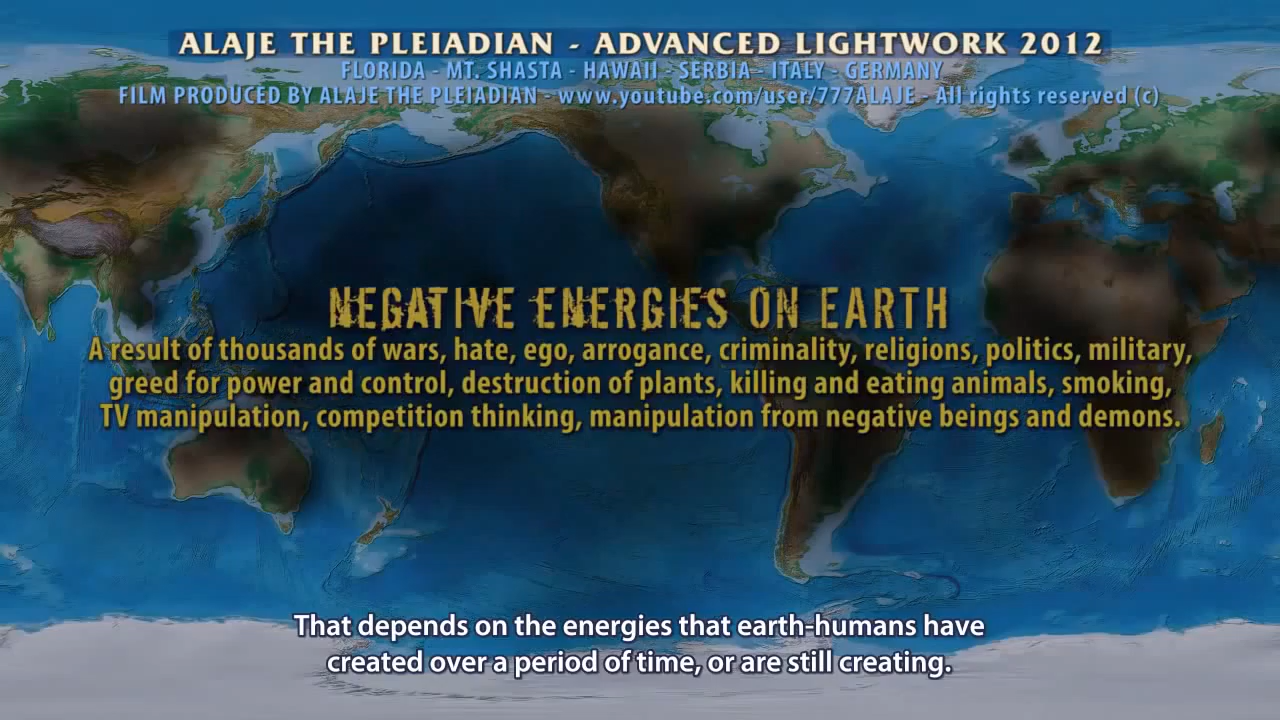 ALAJE THE PLEIADIAN - ADVANCED LIGHTWORK 2012
FLORIDA - MT. SHASTA - HAWAII - SERBIA - ITALY - GERMANY
FILM PRODUCED BY ALAJE THE PLEIADIAN - www.youtube.com/user/777ALAJE - All rights reserved (c)
NEGATIVE ENERGIES ON EARTH
A result of thousands of wars, hate, ego, arrogance, criminality, religions, politics, military,
greed for power and control, destruction of plants, killing and eating animals, smoking,
TV manipulation, competition thinking, manipulation from negative beings and demons.
That depends on the energies that earth-humans have
created over a period of time, or are still creating.